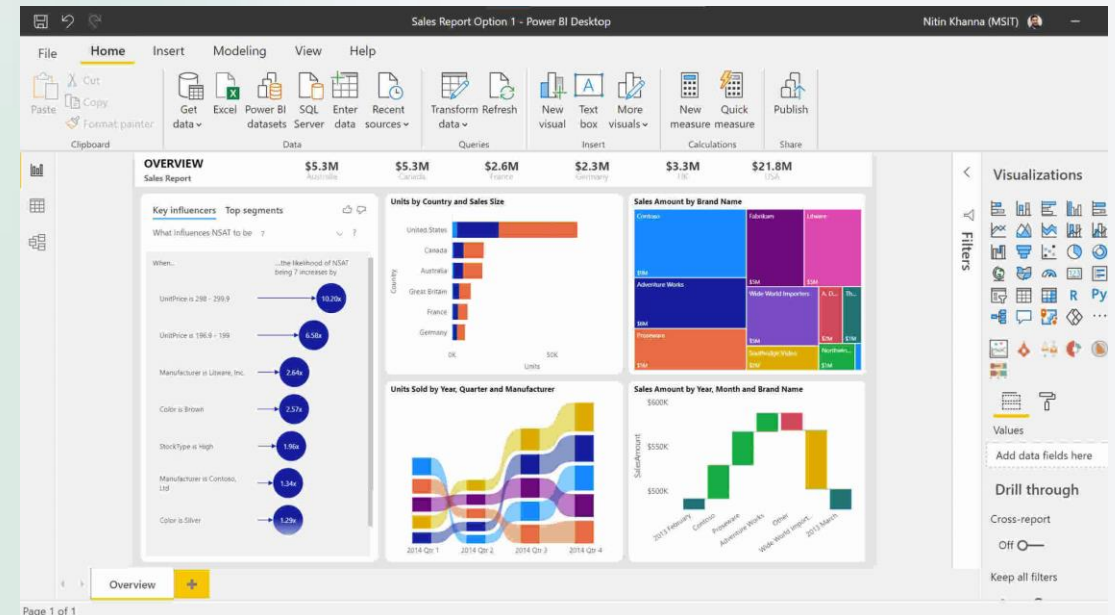 Sales Report Option 1 - Power BI Desktop
Nitin Khanna (MSIT)
File Home Insert Modeling View Help
Paste
Cut
Copy
Format painter
Get data
Excel
Power BI datasets
SQL Server
Enter data
Recent sources
Transform data
Refresh
New visual
Text box
More visuals
New measure
Quick measure
Publish
Clipboard
Data
Queries
Insert
Calculations
Share
OVERVIEW
Sales Report
$5.3M
Australia
$5.3M
Canada
$2.6M
France
$2.3M
Germany
$3.3M
UK
$21.8M
USA
Key influencers Top segments
What influences NSAT to be 7 ?
When...
...the likelihood of NSAT
being 7 increases by
UnitPrice is 298 - 299.9
10.20x
UnitPrice is 196.9 - 199
6.58x
Manufacturer is Litware, Inc.
2.64x
Color is Brown
2.57x
StockType is High
1.96x
Manufacturer is Contoso,
Ltd
1.34x
Color is Silver
1.29x
Units by Country and Sales Size
Country
United States
Canada
Australia
Great Britain
France
Germany
0K 50K
Units
Sales Amount by Brand Name
Contoso
Fabrikam
Litware
Adventure Works
$5M
Wide World Importers
A. D...
Th...
Proseware
Southridge Video
Northwin...
$1M
Units Sold by Year, Quarter and Manufacturer
2014 Qtr 1 2014 Qtr 2 2014 Qtr 3 2014 Qtr 4
Sales Amount by Year, Month and Brand Name
SalesAmount
$600K
$550K
$500K
2013 February
Contoso
Proseware
Adventure Works
Other
Wide World Import...
2013 March
Filters
Visualizations
R Py
Values
Add data fields here
Drill through
Cross-report
Off
Keep all filters
Overview
Page 1 of 1